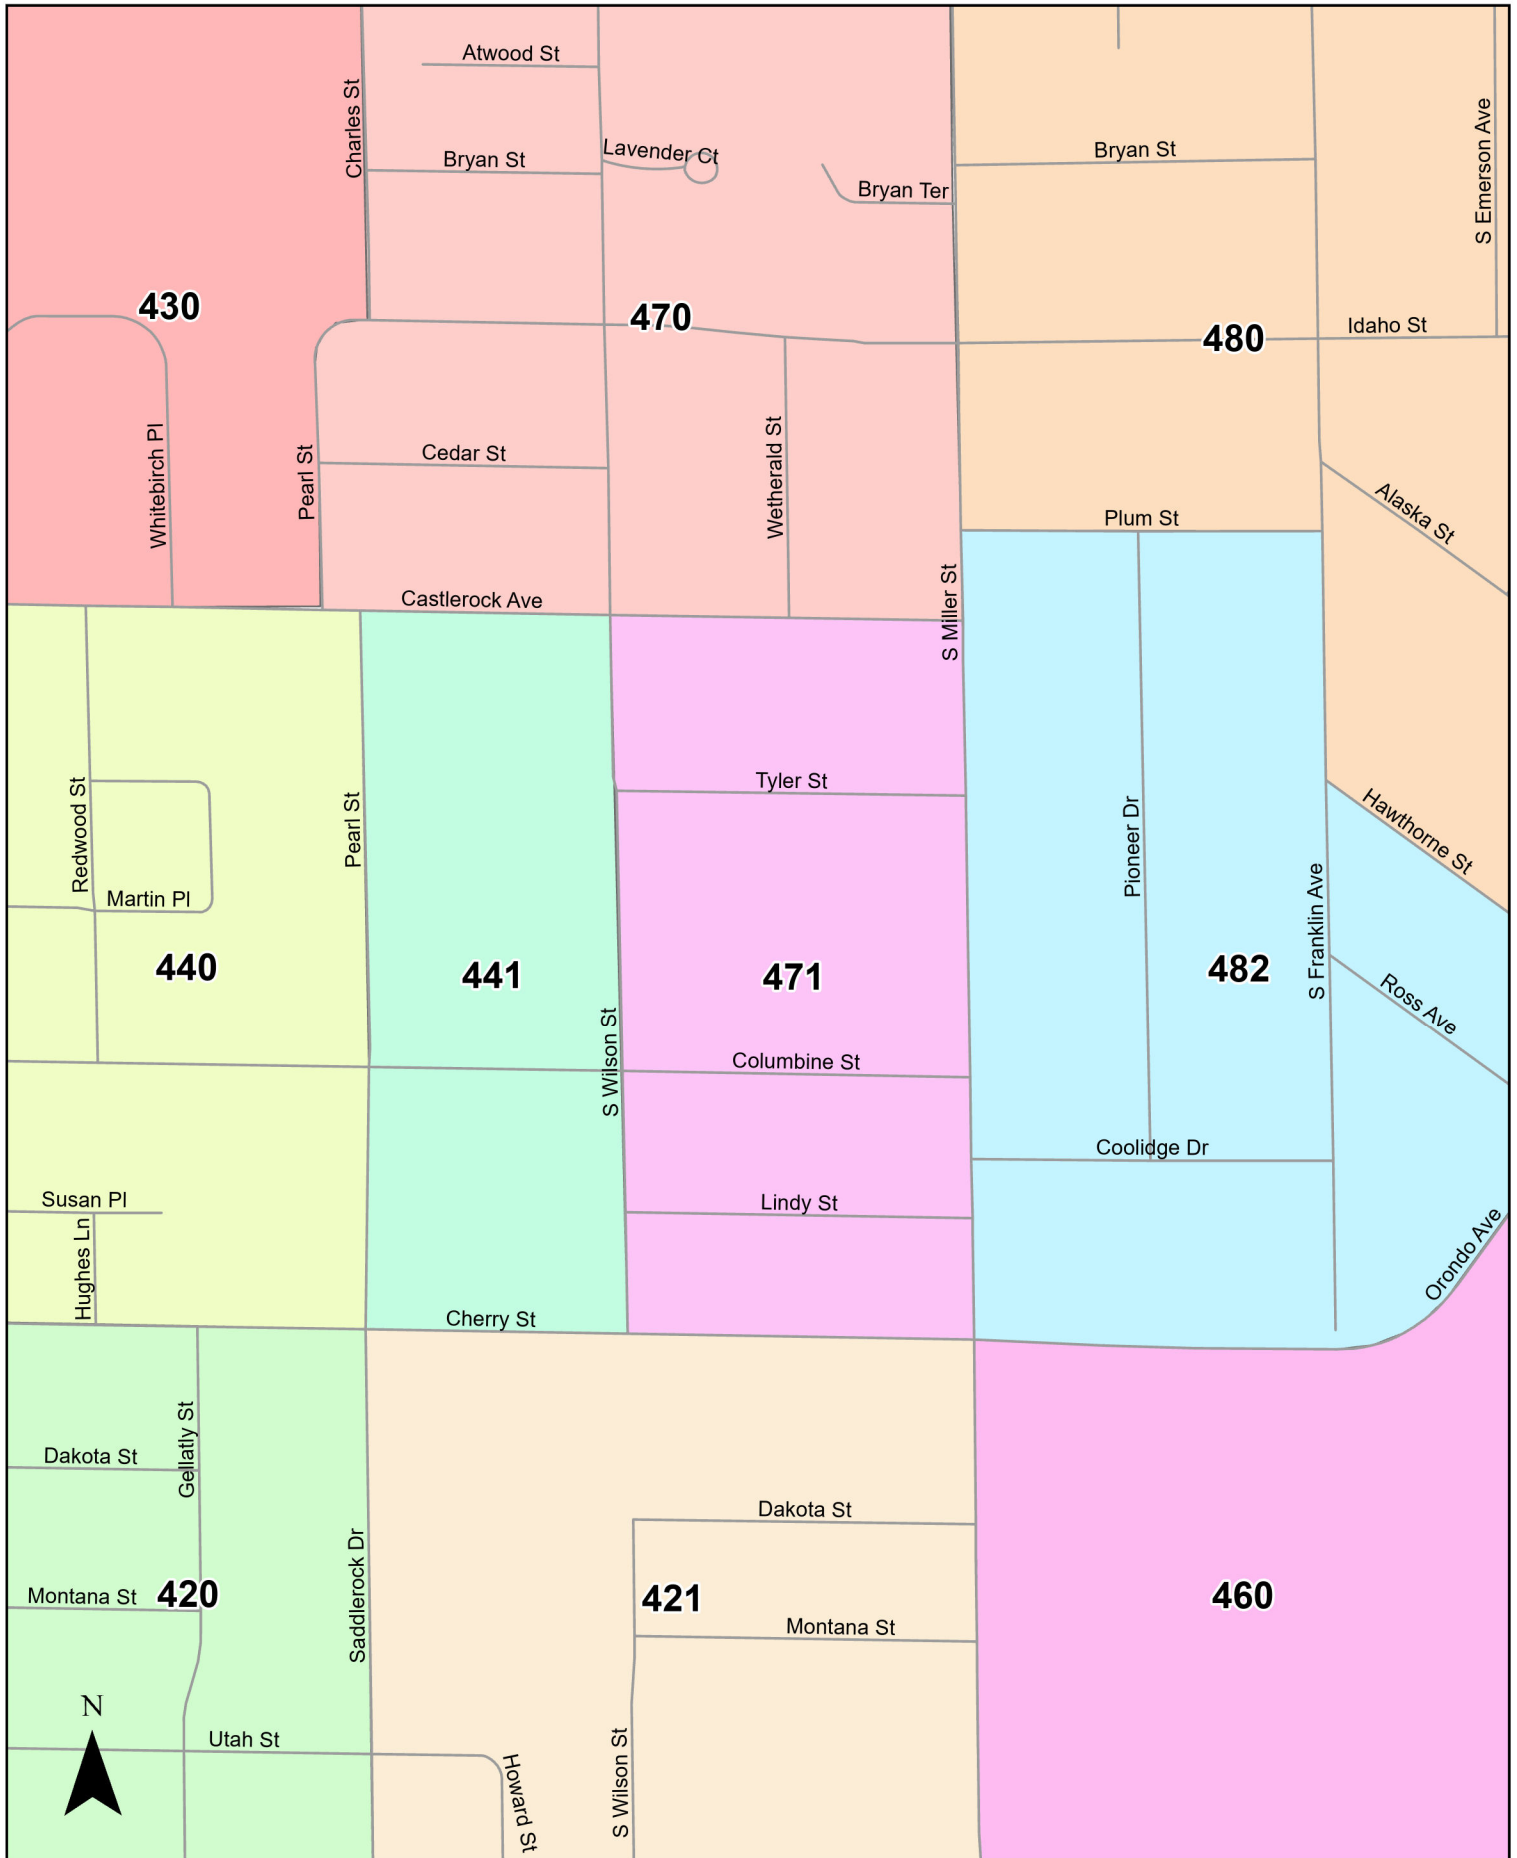 Atwood St
Charles St
S Emerson Ave
Bryan St
Lavender Ct
Bryan St
Bryan Ter
430
470
480
Idaho St
Whitebirch Pl
Pearl St
Cedar St
Wetherald St
Alaska St
Plum St
Castlerock Ave
S Miller St
Redwood St
Pearl St
Tyler St
Pioneer Dr
Hawthorne St
Martin Pl
S Franklin Ave
440
441
471
482
Ross Ave
S Wilson St
Columbine St
Coolidge Dr
Susan Pl
Hughes Ln
Lindy St
Orondo Ave
Cherry St
Gellatly St
Dakota St
Dakota St
Saddlerock Dr
Montana St
420
421
460
Montana St
N
Utah St
Howard St
S Wilson St